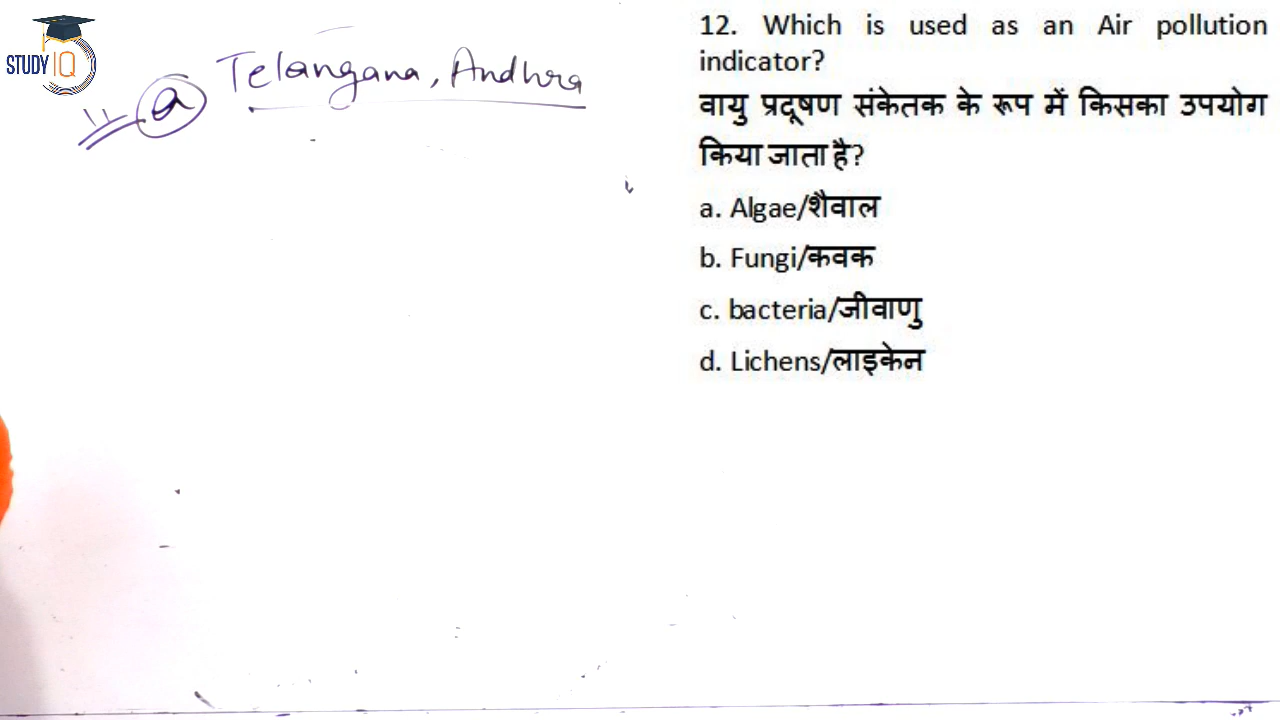 STUDY IQ
11 a Telangana, Andhra
12. Which is used as an Air pollution
indicator?
वायु प्रदूषण संकेतक के रूप में किसका उपयोग
किया जाता है?
a. Algae/शैवाल
b. Fungi/कवक
c. bacteria/जीवाणु
d. Lichens/लाइकेन